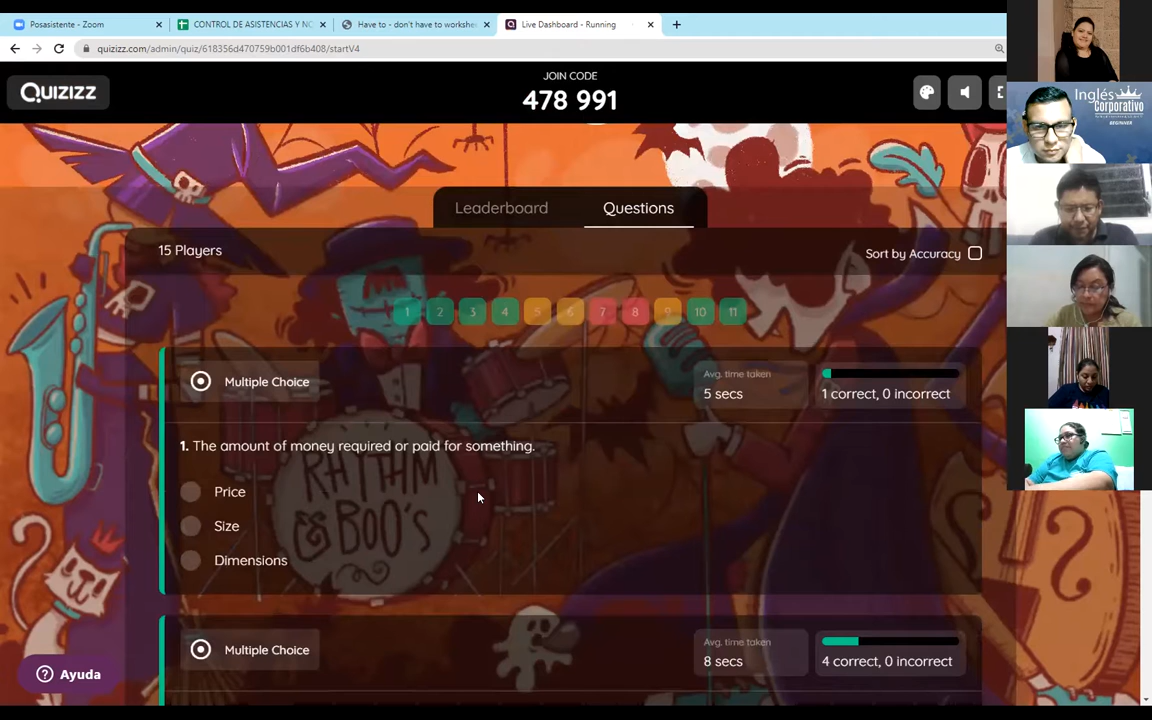 Posasistente - Zoom
CONTROL DE ASISTENCIAS Y NO
Have to - don't have to workshe
Live Dashboard - Running
quizizz.com/admin/quiz/618356d470759b001df6b408/startV4
Quizizz
JOIN CODE
478 991
Inglés
Corporativo
BEGINNER
Leaderboard
Questions
15 Players
Sort by Accuracy
1 2 3 4 5 6 7 8 9 10 11
Multiple Choice
Avg. time taken
5 secs
1 correct, 0 incorrect
1. The amount of money required or paid for something.
Price
Size
Dimensions
RHYTHM
& BOO'S
Multiple Choice
Avg. time taken
8 secs
4 correct, 0 incorrect
Ayuda